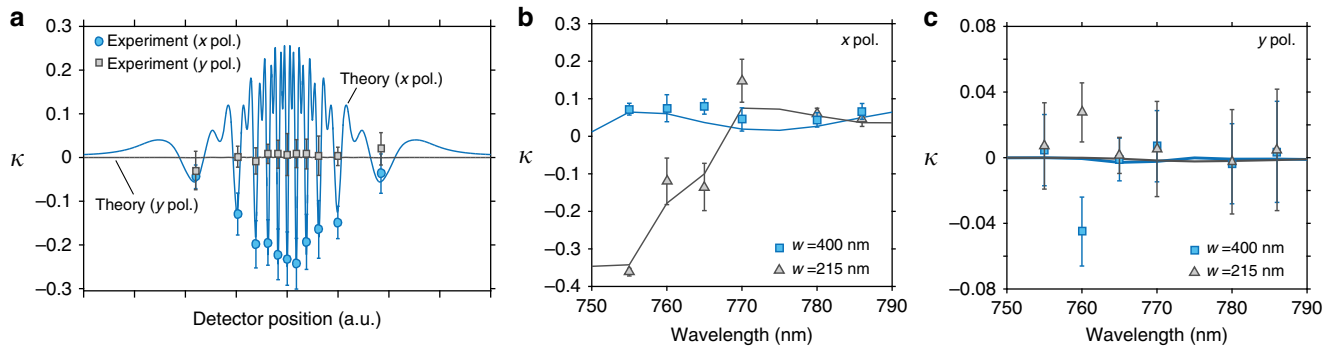 a
0.3
0.2
0.1
0
−0.1
−0.2
−0.3
κ
Experiment (x pol.)
Experiment (y pol.)
Theory (x pol.)
Theory (y pol.)
Detector position (a.u.)
b
0.3
0.2
0.1
0
−0.1
−0.2
−0.3
−0.4
κ
x pol.
w=400 nm
w=215 nm
750 760 770 780 790
Wavelength (nm)
c
0.08
0.04
0
−0.04
−0.08
κ
y pol.
w=400 nm
w=215 nm
750 760 770 780 790
Wavelength (nm)